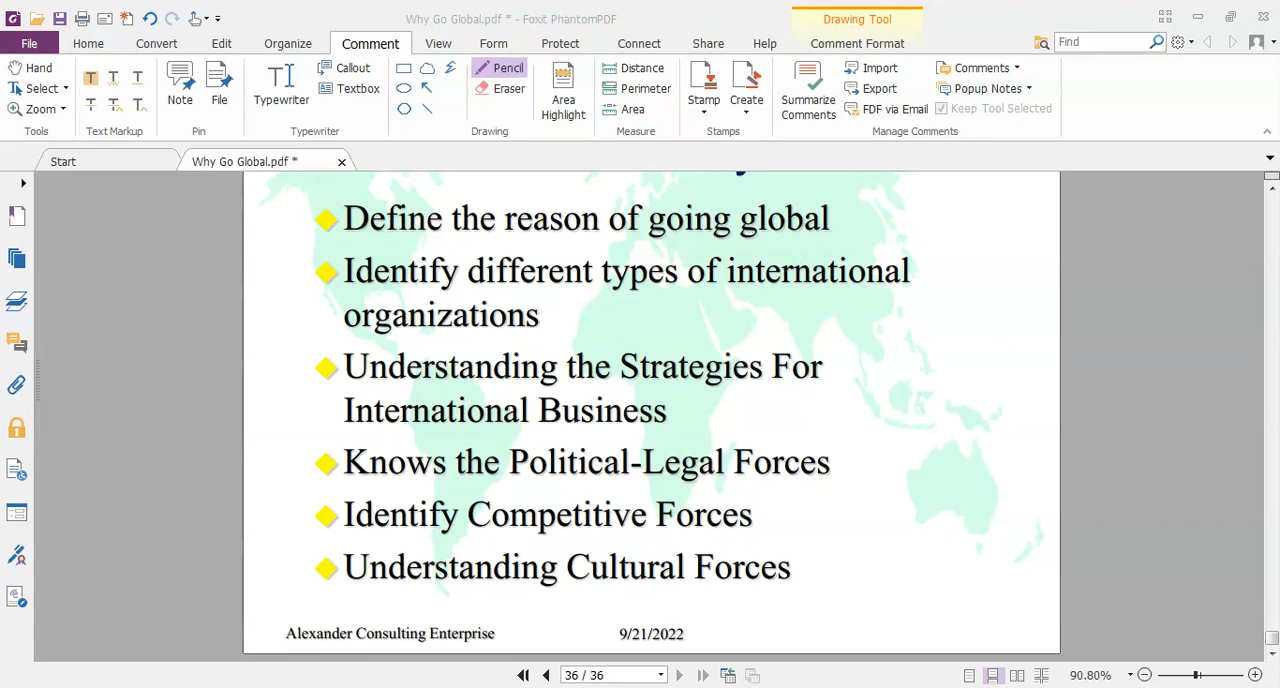 Why Go Global.pdf * - Foxit PhantomPDF
Drawing Tool
File Home Convert Edit Organize Comment View Form Protect Connect Share Help Comment Format Find
Hand
Select
Zoom
Tools
Text Markup
Note
File
Pin
Typewriter
Callout
Textbox
Typewriter
Pencil
Eraser
Drawing
Area
Highlight
Distance
Perimeter
Area
Measure
Stamp
Create
Stamps
Summarize
Comments
Import
Export
FDF via Email
Comments
Popup Notes
Keep Tool Selected
Manage Comments
Start
Why Go Global.pdf *
Define the reason of going global
Identify different types of international
organizations
Understanding the Strategies For
International Business
Knows the Political-Legal Forces
Identify Competitive Forces
Understanding Cultural Forces
Alexander Consulting Enterprise 9/21/2022
36 / 36
90.80%